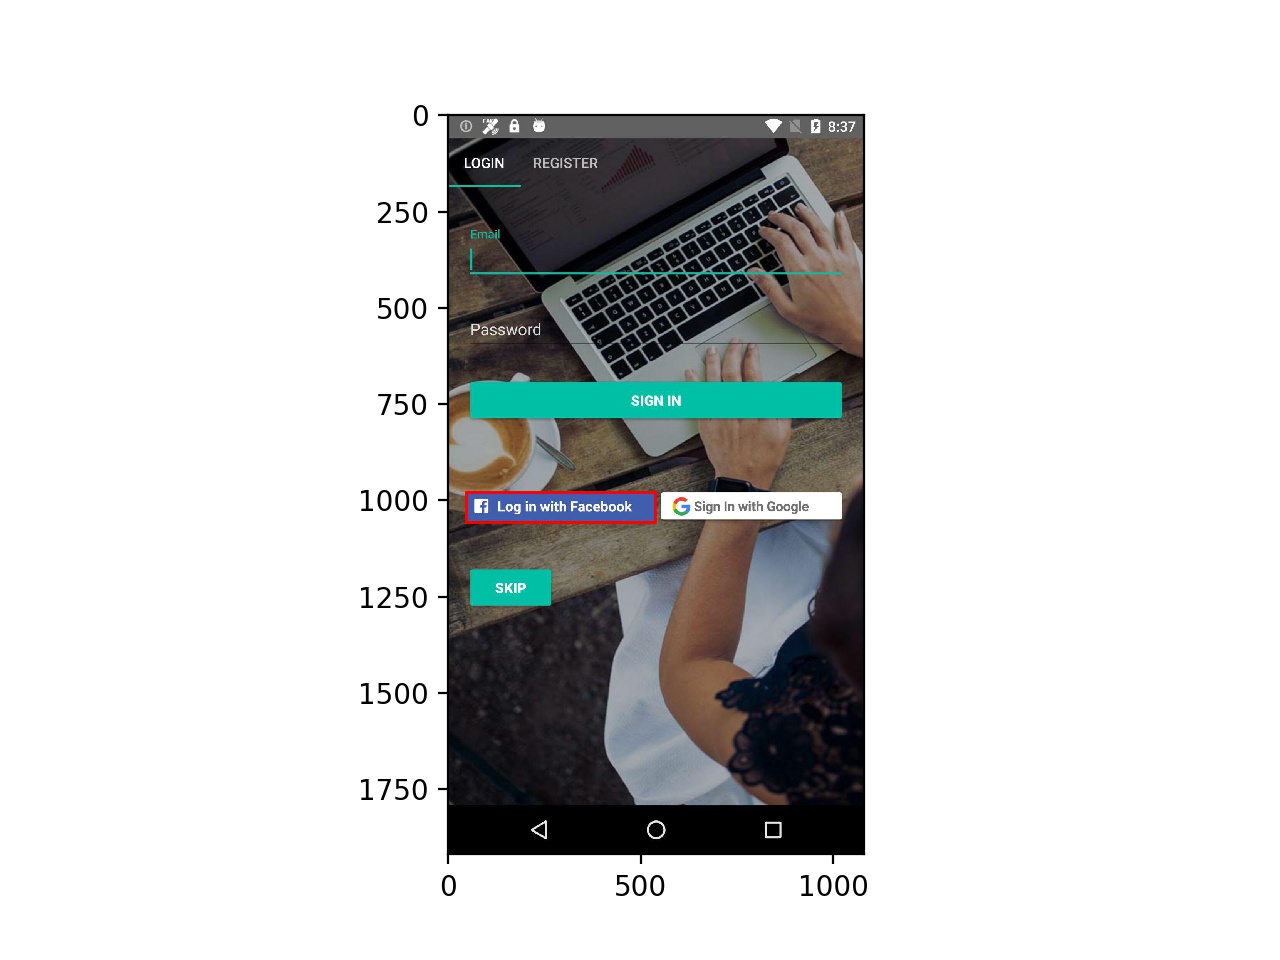 0
250
500
750
1000
1250
1500
1750
8:37
LOGIN REGISTER
Email
Password
SIGN IN
Log in with Facebook
Sign In with Google
SKIP
0 500 1000